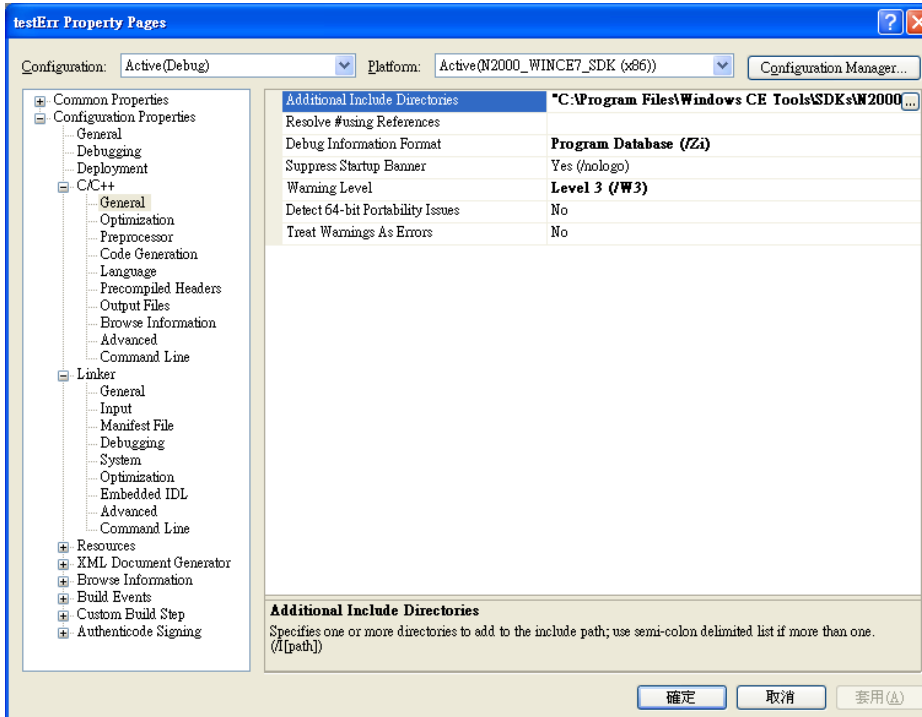 testErr Property Pages
Configuration: Active(Debug) Platform: Active(N2000_WINCE7_SDK (x86)) Configuration Manager...
Common Properties
Configuration Properties
General
Debugging
Deployment
C/C++
General
Optimization
Preprocessor
Code Generation
Language
Precompiled Headers
Output Files
Browse Information
Advanced
Command Line
Linker
General
Input
Manifest File
Debugging
System
Optimization
Embedded IDL
Advanced
Command Line
Resources
XML Document Generator
Browse Information
Build Events
Custom Build Step
Authenticode Signing
Additional Include Directories "C:\Program Files\Windows CE Tools\SDKs\N2000 ...
Resolve #using References
Debug Information Format Program Database (/Zi)
Suppress Startup Banner Yes (/nologo)
Warning Level Level 3 (/W3)
Detect 64-bit Portability Issues No
Treat Warnings As Errors No
Additional Include Directories
Specifies one or more directories to add to the include path; use semi-colon delimited list if more than one.
(/I[path])
確定 取消 套用(A)